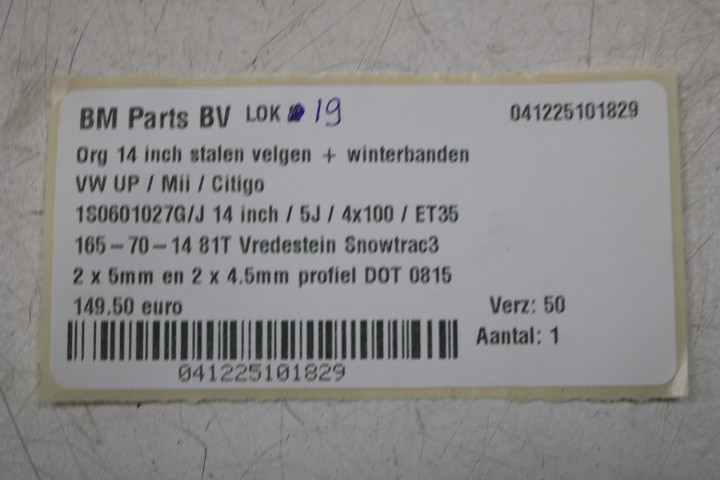 BM Parts BV LOK 19 041225101829
Org 14 inch stalen velgen + winterbanden
VW UP / Mii / Citigo
1S0601027G/J 14 inch / 5J / 4x100 / ET35
165-70-14 81T Vredestein Snowtrac3
2 x 5mm en 2 x 4.5mm profiel DOT 0815
149.50 euro Verz: 50
Aantal: 1
041225101829